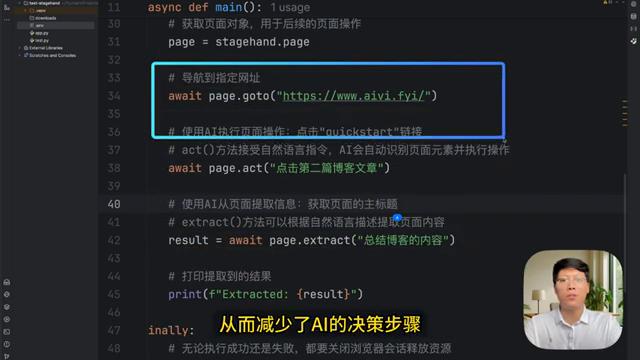 test-stagehand
.venv
downloads
.env
app.py
test.py
External Libraries
Scratches and Consoles
11 async def main(): 1 usage
30 # 获取页面对象，用于后续的页面操作
31 page = stagehand.page
32
33 # 导航到指定网址
34 await page.goto("https://www.aivi.fyi/")
35
36 # 使用AI执行页面操作：点击"quickstart"链接
37 # act()方法接受自然语言指令，AI会自动识别页面元素并执行操作
38 await page.act("点击第二篇博客文章")
39
40 # 使用AI从页面提取信息：获取页面的主标题
41 # extract()方法可以根据自然语言描述提取页面内容
42 result = await page.extract("总结博客的内容")
43
44 # 打印提取到的结果
45 print(f"Extracted: {result}")
46
47 inally:
48 # 无论执行成功还是失败，都要关闭浏览器会话释放资源
从而减少了AI的决策步骤